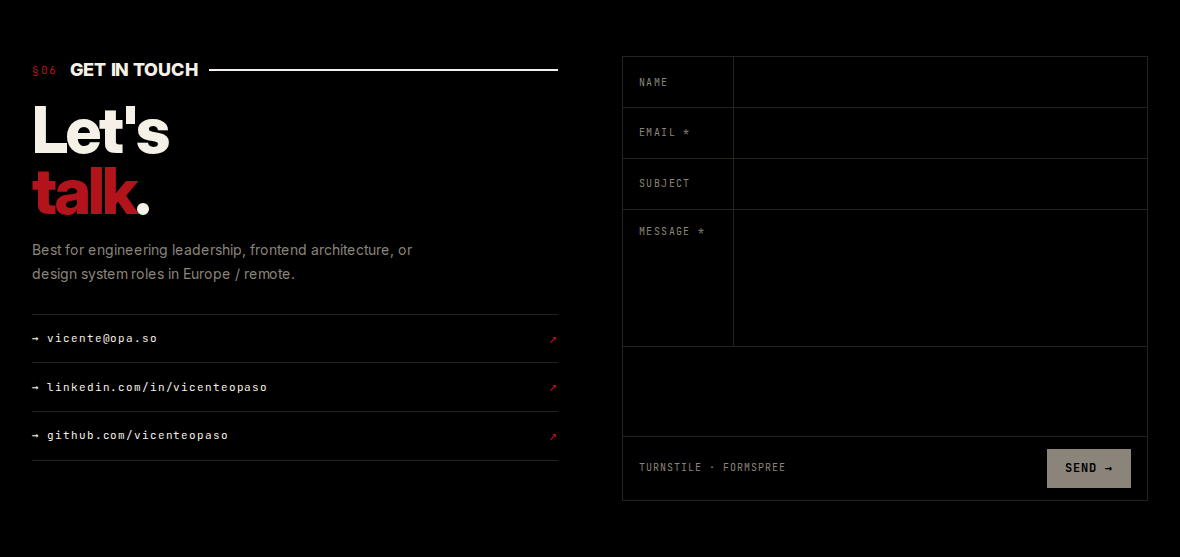 §06 GET IN TOUCH
Let's
talk.
Best for engineering leadership, frontend architecture, or
design system roles in Europe / remote.
→ vicente@opa.so ↗
→ linkedin.com/in/vicenteopaso ↗
→ github.com/vicenteopaso ↗
NAME
EMAIL *
SUBJECT
MESSAGE *
TURNSTILE · FORMSPREE
SEND →